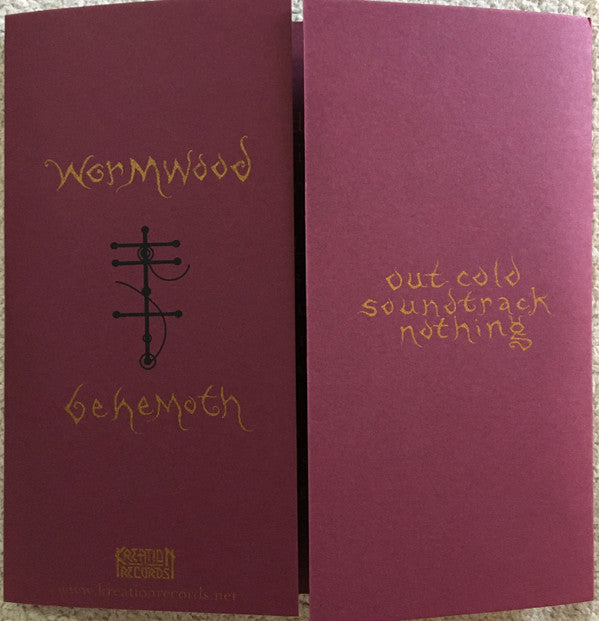 wormwood
behemoth
KREATION
RECORDS
www.kreationrecords.net
out cold
soundtrack
nothing